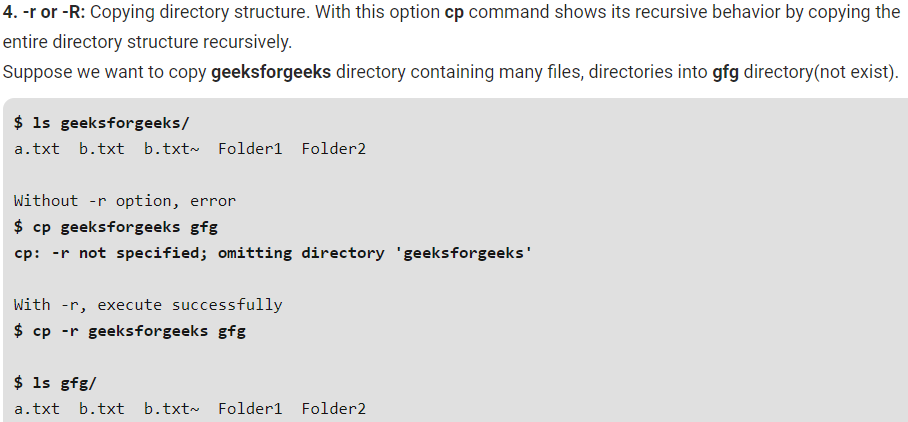 4. -r or -R: Copying directory structure. With this option cp command shows its recursive behavior by copying the
entire directory structure recursively.
Suppose we want to copy geeksforgeeks directory containing many files, directories into gfg directory(not exist).
$ ls geeksforgeeks/
a.txt  b.txt  b.txt~  Folder1  Folder2
Without -r option, error
$ cp geeksforgeeks gfg
cp: -r not specified; omitting directory 'geeksforgeeks'
With -r, execute successfully
$ cp -r geeksforgeeks gfg
$ ls gfg/
a.txt  b.txt  b.txt~  Folder1  Folder2